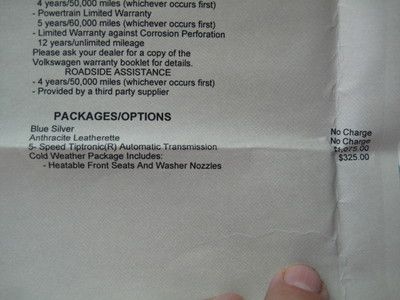 4 years/50,000 miles (whichever occurs first)
- Powertrain Limited Warranty
5 years/60,000 miles (whichever occurs first)
- Limited Warranty against Corrosion Perforation
12 years/unlimited mileage
Please ask your dealer for a copy of the
Volkswagen warranty booklet for details.
ROADSIDE ASSISTANCE
- 4 years/50,000 miles (whichever occurs first)
- Provided by a third party supplier
PACKAGES/OPTIONS
Blue Silver No Charge
Anthracite Leatherette No Charge
5- Speed Tiptronic(R) Automatic Transmission $1,075.00
Cold Weather Package Includes: $325.00
- Heatable Front Seats And Washer Nozzles